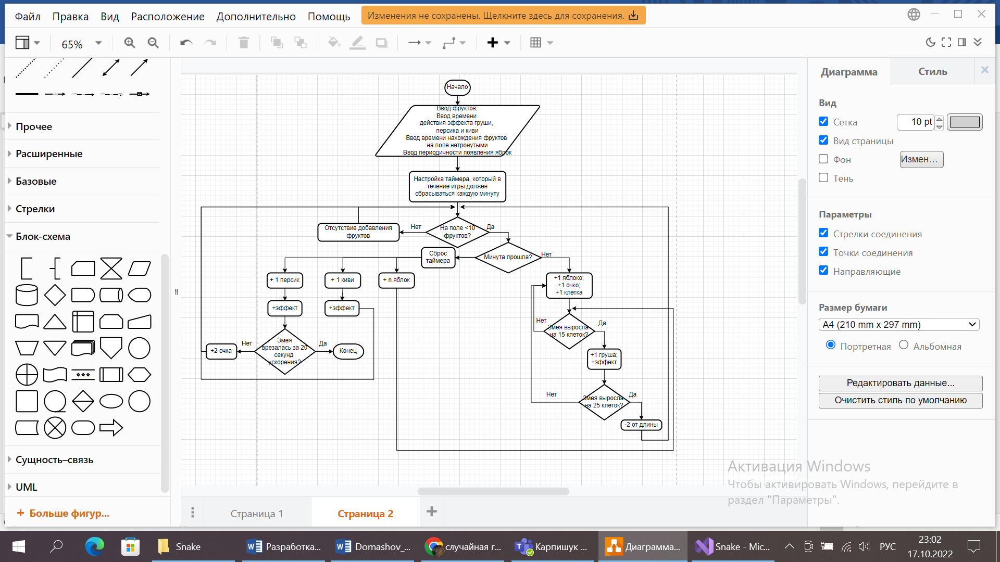 Файл Правка Вид Расположение Дополнительно Помощь Изменения не сохранены. Щелкните здесь для сохранения.
65%
Прочее
Расширенные
Базовые
Стрелки
Блок-схема
Сущность–связь
UML
+ Больше фигур...
Начало
Ввод фруктов;
Ввод времени
действия эффекта груши,
персика и киви
Ввод времени нахождения фруктов
на поле нетронутыми
Ввод периодичности появления яблок
Настройка таймера, который в
течение игры должен
сбрасываться каждую минуту
Отсутствие добавления
фруктов
Нет
На поле <10
фруктов?
Да
Сброс
таймера
Минута прошла?
Нет
+ 1 персик
+ 1 киви
+ n яблок
+1 яблоко;
+1 очко;
+1 клетка
+эффект
+эффект
Нет
Змея выросла
на 15 клеток?
Да
+2 очка
Нет
Змея
врезалась за 20
секунд
ускорения?
Да
Конец
+1 груша;
+эффект
Нет
Змея выросла
на 25 клеток?
Да
-2 от длины
Страница 1
Страница 2
Диаграмма
Стиль
Вид
Сетка
10 pt
Вид страницы
Фон
Измен...
Тень
Параметры
Стрелки соединения
Точки соединения
Направляющие
Размер бумаги
A4 (210 mm x 297 mm)
Портретная
Альбомная
Редактировать данные...
Очистить стиль по умолчанию
Активация Windows
Чтобы активировать Windows, перейдите в
раздел "Параметры".
Snake
Разработка...
Domashov_...
случайная г...
Карпишук ...
Диаграмма...
Snake - Mic...
РУС
23:02
17.10.2022